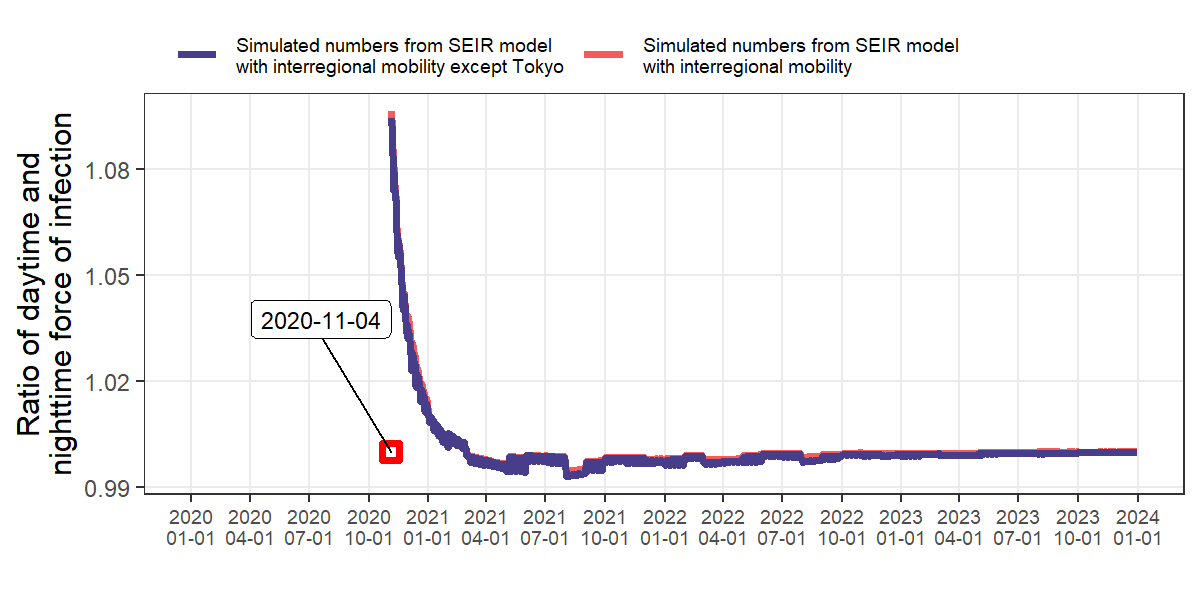 Simulated numbers from SEIR model
with interregional mobility except Tokyo
Simulated numbers from SEIR model
with interregional mobility
Ratio of daytime and
nighttime force of infection
1.08
1.05
1.02
0.99
2020-11-04
2020 2020 2020 2020 2021 2021 2021 2021 2022 2022 2022 2022 2023 2023 2023 2023 2024
01-01 04-01 07-01 10-01 01-01 04-01 07-01 10-01 01-01 04-01 07-01 10-01 01-01 04-01 07-01 10-01 01-01